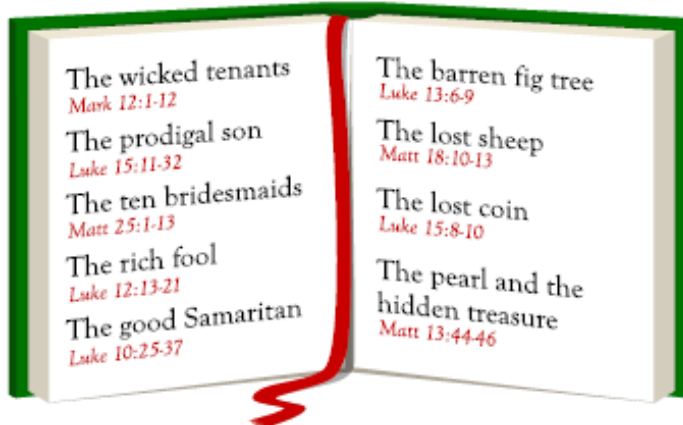 The wicked tenants
Mark 12:1-12
The prodigal son
Luke 15:11-32
The ten bridesmaids
Matt 25:1-13
The rich fool
Luke 12:13-21
The good Samaritan
Luke 10:25-37
The barren fig tree
Luke 13:6-9
The lost sheep
Matt 18:10-13
The lost coin
Luke 15:8-10
The pearl and the
hidden treasure
Matt 13:44-46